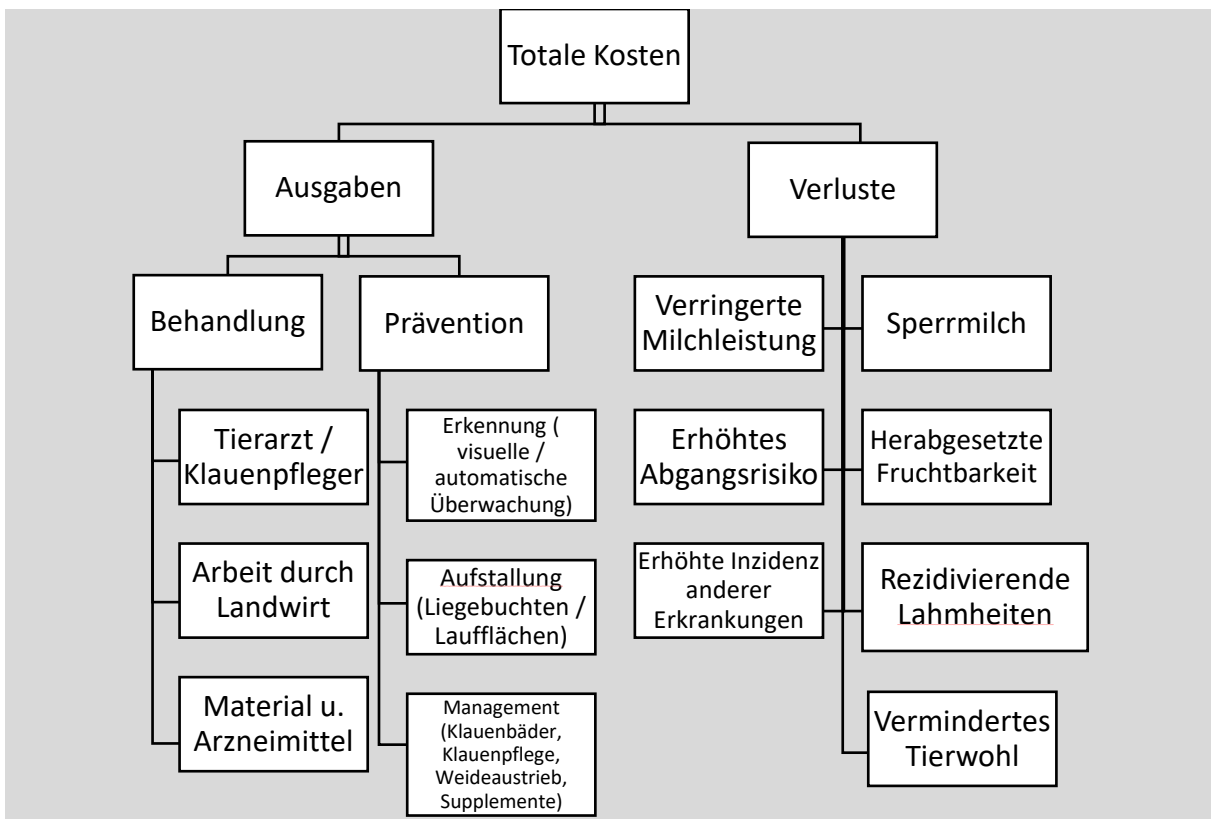 Totale Kosten
Ausgaben
Verluste
Behandlung
Prävention
Tierarzt /
Klauenpfleger
Arbeit durch
Landwirt
Material u.
Arzneimittel
Erkennung (
visuelle /
automatische
Überwachung)
Aufstallung
(Liegebuchten /
Laufflächen)
Management
(Klauenbäder,
Klauenpflege,
Weideaustrieb,
Supplemente)
Verringerte
Milchleistung
Sperrmilch
Erhöhtes
Abgangsrisiko
Herabgesetzte
Fruchtbarkeit
Erhöhte Inzidenz
anderer
Erkrankungen
Rezidivierende
Lahmheiten
Vermindertes
Tierwohl